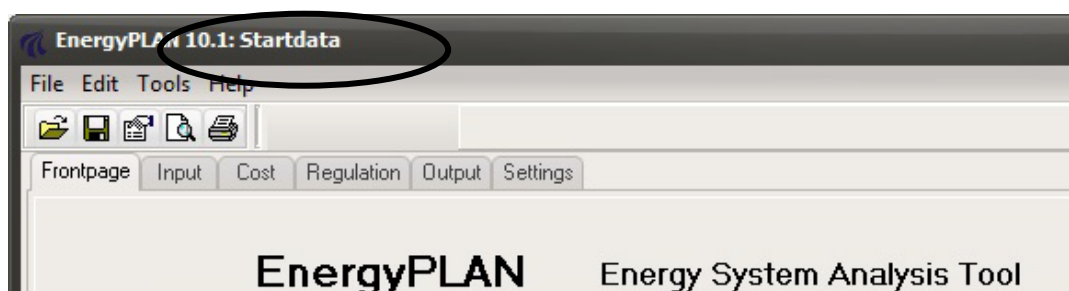 EnergyPLAN 10.1: Startdata
File Edit Tools Help
Frontpage Input Cost Regulation Output Settings
EnergyPLAN Energy System Analysis Tool